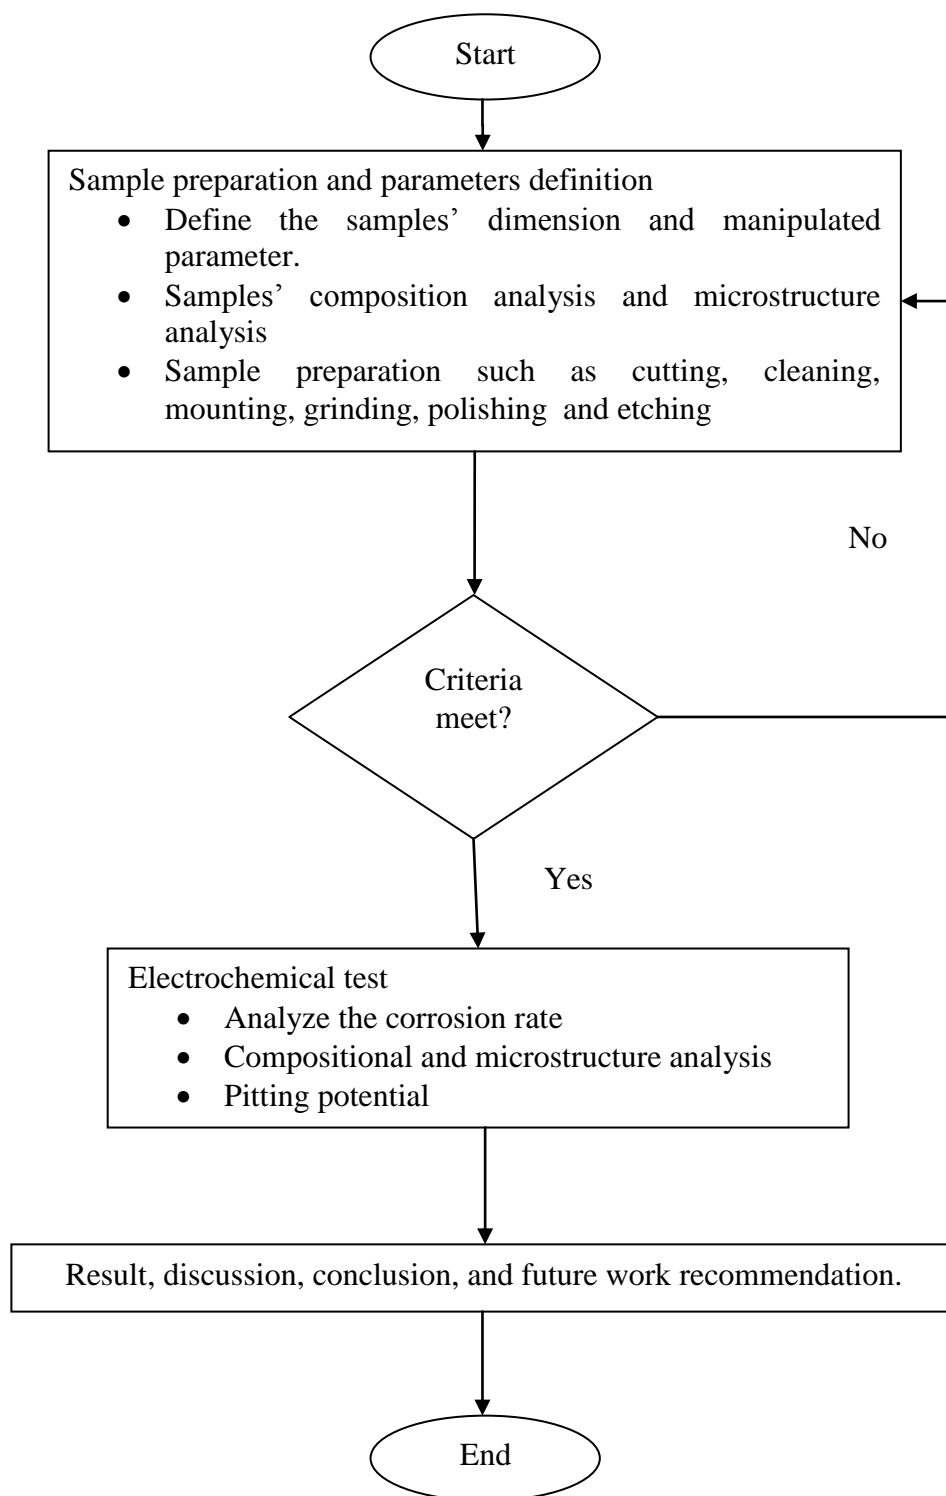 Start
Sample preparation and parameters definition
• Define the samples’ dimension and manipulated
parameter.
• Samples’ composition analysis and microstructure
analysis
• Sample preparation such as cutting, cleaning,
mounting, grinding, polishing and etching
No
Criteria
meet?
Yes
Electrochemical test
• Analyze the corrosion rate
• Compositional and microstructure analysis
• Pitting potential
Result, discussion, conclusion, and future work recommendation.
End